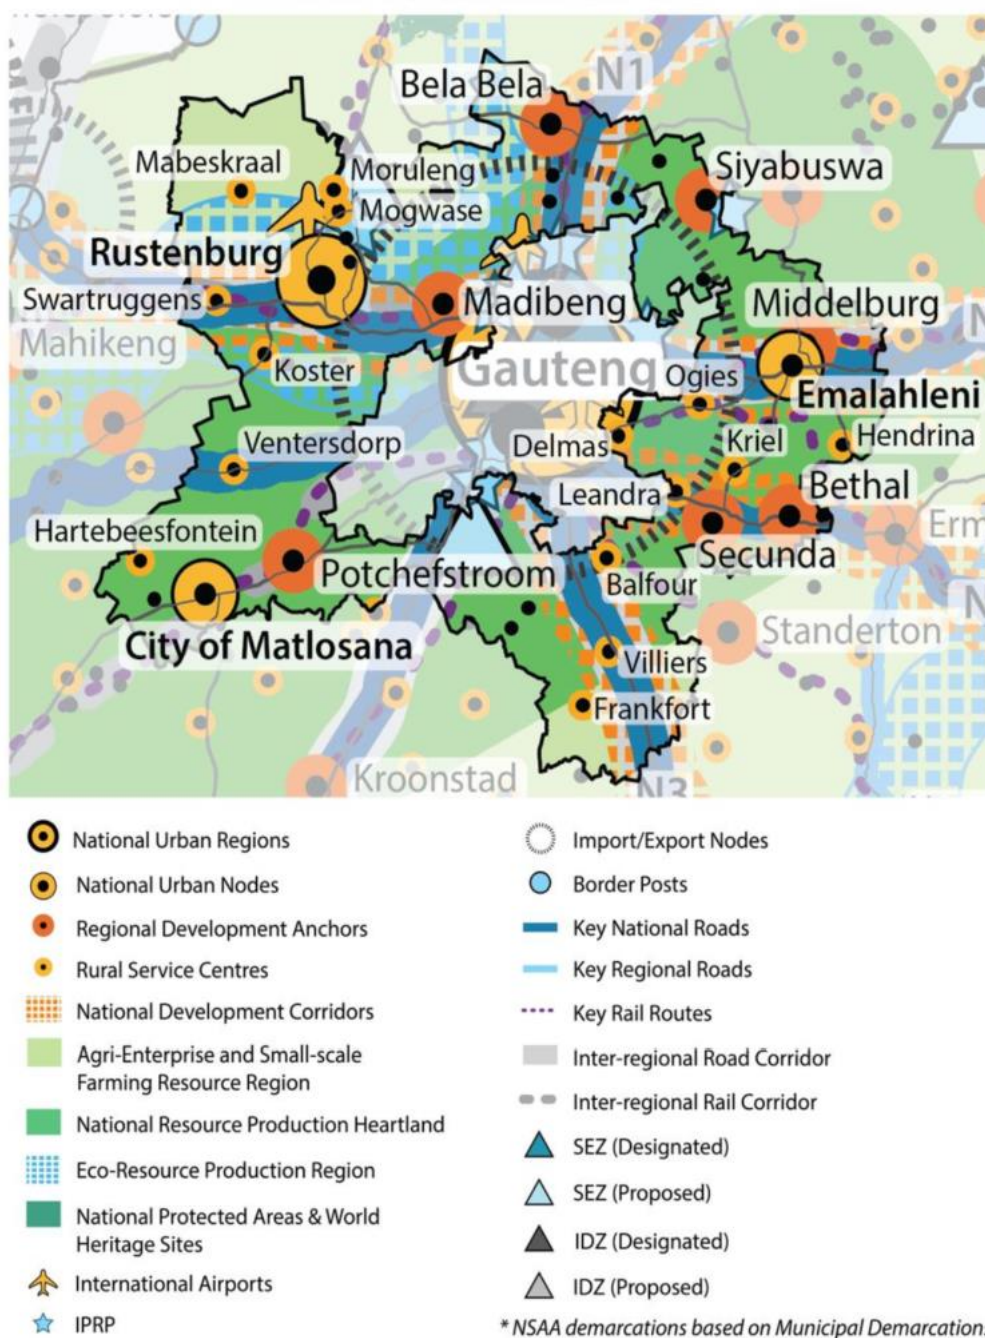 Bela Bela
N1
Mabeskraal
Moruleng
Siyabuswa
Mogwase
Rustenburg
Swartruggens
Madibeng
Middelburg
N
Mahikeng
Gauteng
Koster
Ogies
Emalahleni
Ventersdorp
Delmas
Kriel
Hendrina
Leandra
Bethal
Hartebeesfontein
Erm
Secunda
Potchefstroom
Balfour
N
Standerton
City of Matlosana
Villiers
Frankfort
Kroonstad
N3
National Urban Regions
National Urban Nodes
Regional Development Anchors
Rural Service Centres
National Development Corridors
Agri-Enterprise and Small-scale
Farming Resource Region
National Resource Production Heartland
Eco-Resource Production Region
National Protected Areas & World
Heritage Sites
International Airports
IPRP
Import/Export Nodes
Border Posts
Key National Roads
Key Regional Roads
Key Rail Routes
Inter-regional Road Corridor
Inter-regional Rail Corridor
SEZ (Designated)
SEZ (Proposed)
IDZ (Designated)
IDZ (Proposed)
* NSAA demarcations based on Municipal Demarcation